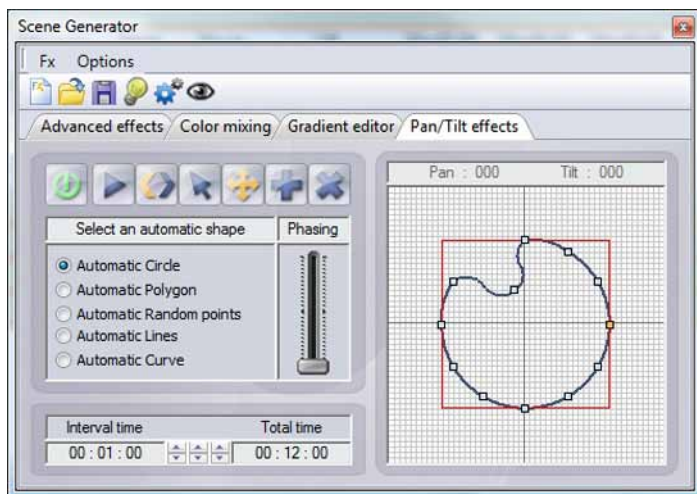 Scene Generator
Fx Options
Advanced effects Color mixing Gradient editor Pan/Tilt effects
Select an automatic shape Phasing
Automatic Circle
Automatic Polygon
Automatic Random points
Automatic Lines
Automatic Curve
Interval time Total time
00 : 01 : 00 00 : 12 : 00
Pan : 000 Tilt : 000